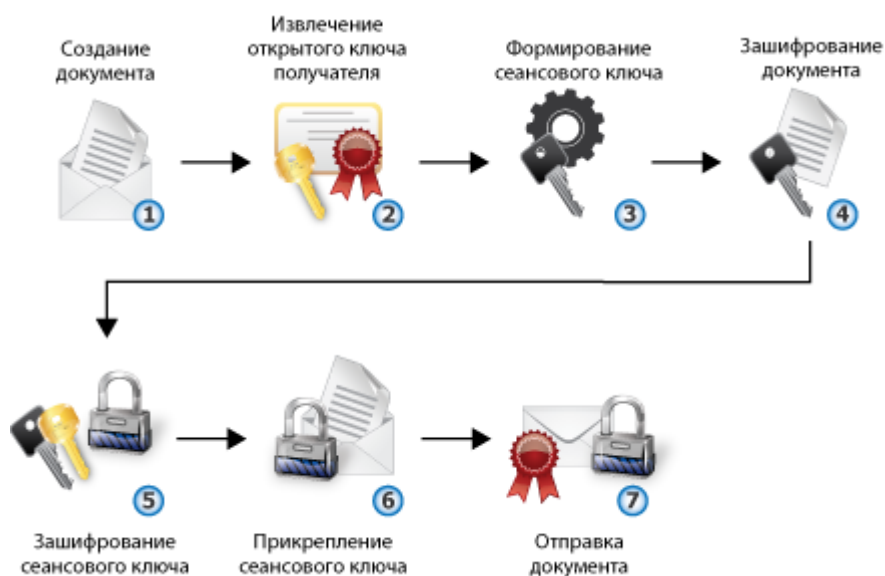 Создание
документа
1
Извлечение
открытого ключа
получателя
2
Формирование
сеансового ключа
3
Зашифрование
документа
4
5
Зашифрование
сеансового ключа
6
Прикрепление
сеансового ключа
7
Отправка
документа